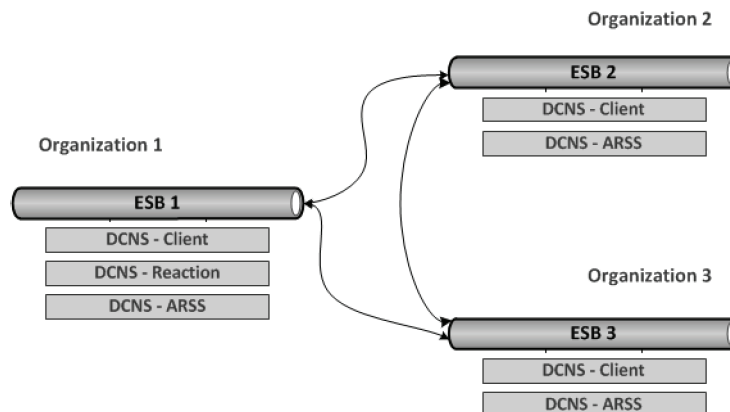 Organization 2
ESB 2
DCNS - Client
DCNS - ARSS
Organization 1
ESB 1
DCNS - Client
DCNS - Reaction
DCNS - ARSS
Organization 3
ESB 3
DCNS - Client
DCNS - ARSS